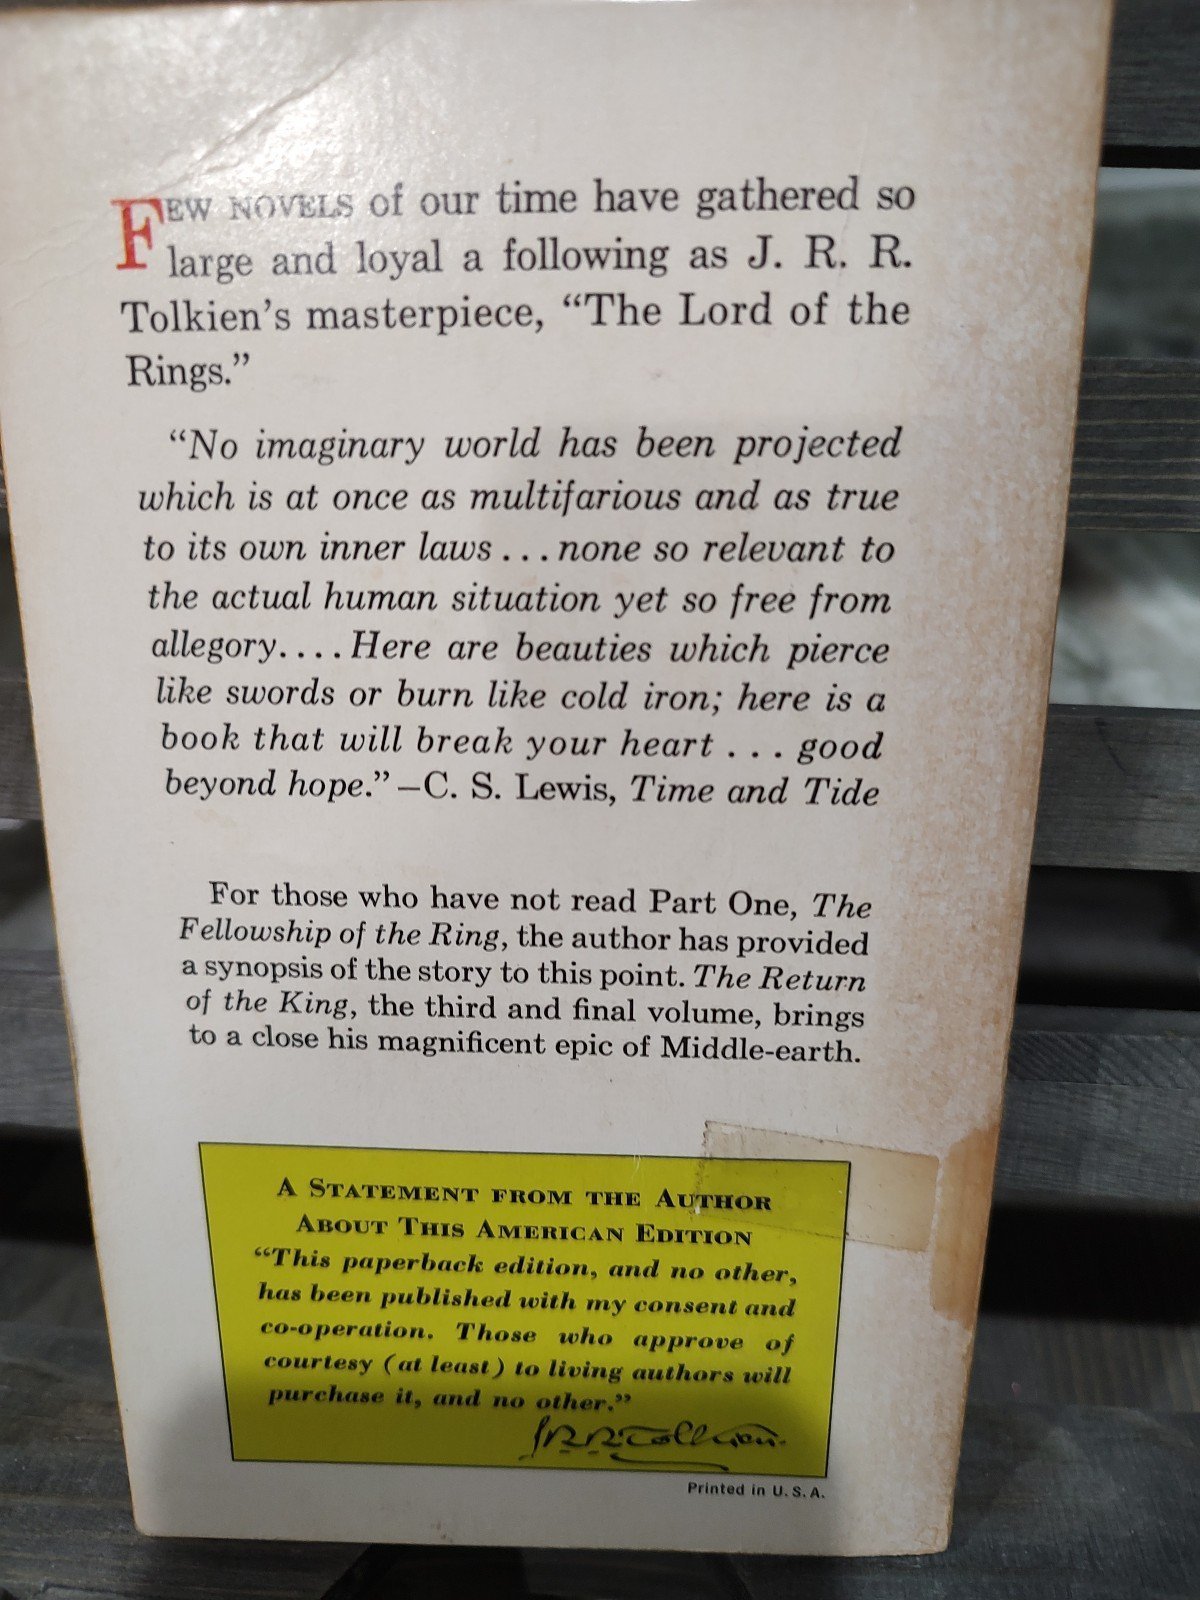 FEW NOVELS of our time have gathered so
large and loyal a following as J. R. R.
Tolkien's masterpiece, “The Lord of the
Rings.”
“No imaginary world has been projected
which is at once as multifarious and as true
to its own inner laws . . . none so relevant to
the actual human situation yet so free from
allegory. . . . Here are beauties which pierce
like swords or burn like cold iron; here is a
book that will break your heart . . . good
beyond hope.”—C. S. Lewis, Time and Tide
For those who have not read Part One, The
Fellowship of the Ring, the author has provided
a synopsis of the story to this point. The Return
of the King, the third and final volume, brings
to a close his magnificent epic of Middle-earth.
A STATEMENT FROM THE AUTHOR
ABOUT THIS AMERICAN EDITION
“This paperback edition, and no other,
has been published with my consent and
co-operation. Those who approve of
courtesy (at least) to living authors will
purchase it, and no other.”
J.R.R. Tolkien
Printed in U. S. A.